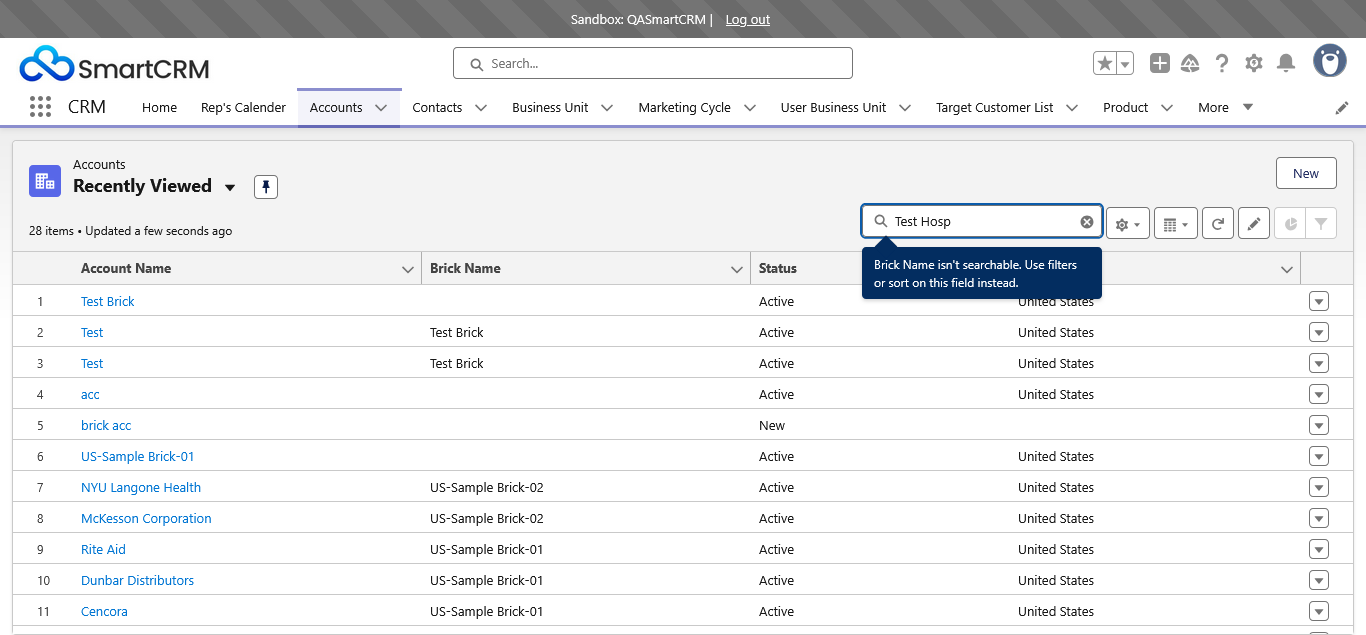 Sandbox: QASmartCRM | Log out
SmartCRM
Search...
CRM Home Rep's Calender Accounts Contacts Business Unit Marketing Cycle User Business Unit Target Customer List Product More
Accounts
Recently Viewed
New
28 items • Updated a few seconds ago
Test Hosp
Brick Name isn't searchable. Use filters
or sort on this field instead.
Account Name Brick Name Status
1 Test Brick Active United States
2 Test Test Brick Active United States
3 Test Test Brick Active United States
4 acc Active United States
5 brick acc New
6 US-Sample Brick-01 Active United States
7 NYU Langone Health US-Sample Brick-02 Active United States
8 McKesson Corporation US-Sample Brick-02 Active United States
9 Rite Aid US-Sample Brick-01 Active United States
10 Dunbar Distributors US-Sample Brick-01 Active United States
11 Cencora US-Sample Brick-01 Active United States